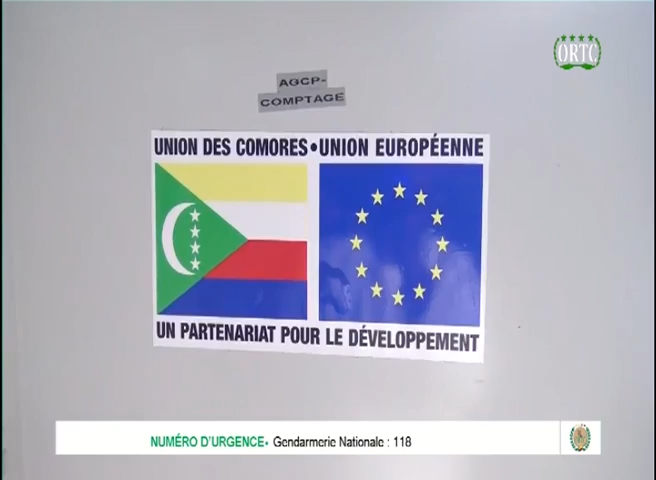 ORTC
AGCP-
COMPTAGE
UNION DES COMORES • UNION EUROPÉENNE
UN PARTENARIAT POUR LE DÉVELOPPEMENT
NUMÉRO D'URGENCE• Gendarmerie Nationale : 118